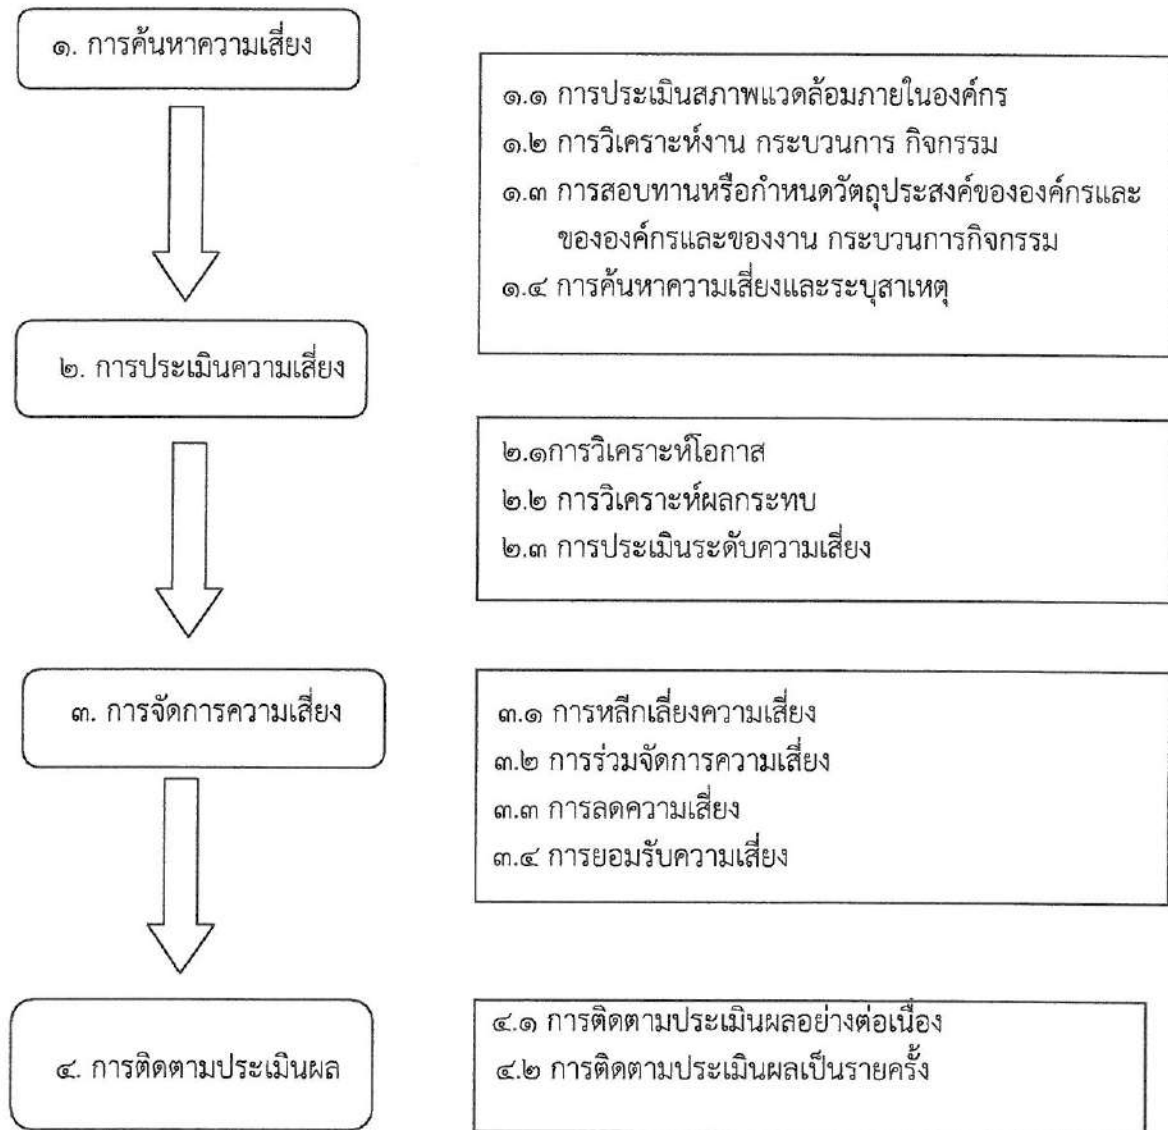 ๑. การค้นหาความเสี่ยง
๑.๑ การประเมินสภาพแวดล้อมภายในองค์กร
๑.๒ การวิเคราะห์งาน กระบวนการ กิจกรรม
๑.๓ การสอบทานหรือกำหนดวัตถุประสงค์ขององค์กรและ
ขององค์กรและของงาน กระบวนการกิจกรรม
๑.๔ การค้นหาความเสี่ยงและระบุสาเหตุ
๒. การประเมินความเสี่ยง
๒.๑การวิเคราะห์โอกาส
๒.๒ การวิเคราะห์ผลกระทบ
๒.๓ การประเมินระดับความเสี่ยง
๓. การจัดการความเสี่ยง
๓.๑ การหลีกเลี่ยงความเสี่ยง
๓.๒ การร่วมจัดการความเสี่ยง
๓.๓ การลดความเสี่ยง
๓.๔ การยอมรับความเสี่ยง
๔. การติดตามประเมินผล
๔.๑ การติดตามประเมินผลอย่างต่อเนื่อง
๔.๒ การติดตามประเมินผลเป็นรายครั้ง